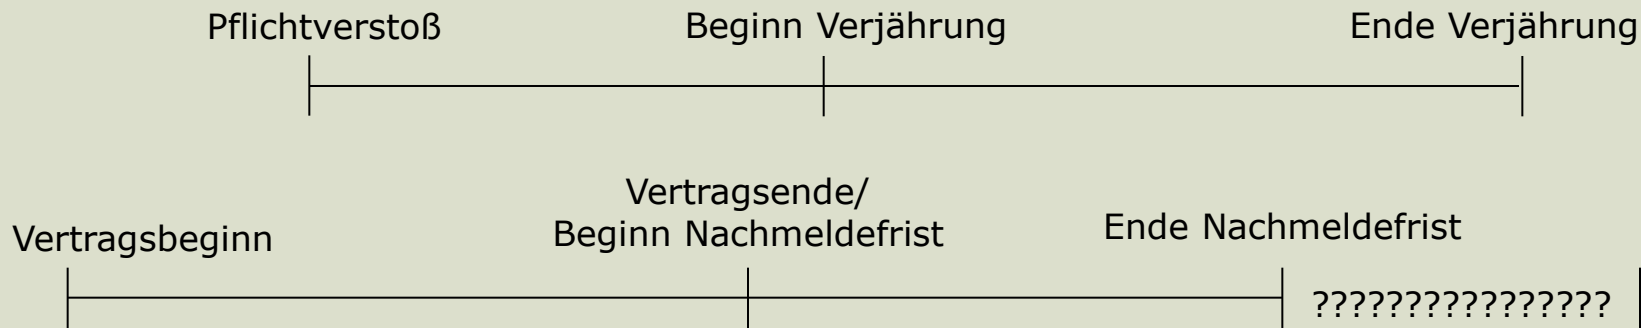 Pflichtverstoß
Beginn Verjährung
Ende Verjährung
Vertragsende/
Beginn Nachmeldefrist
Ende Nachmeldefrist
Vertragsbeginn
????????????????